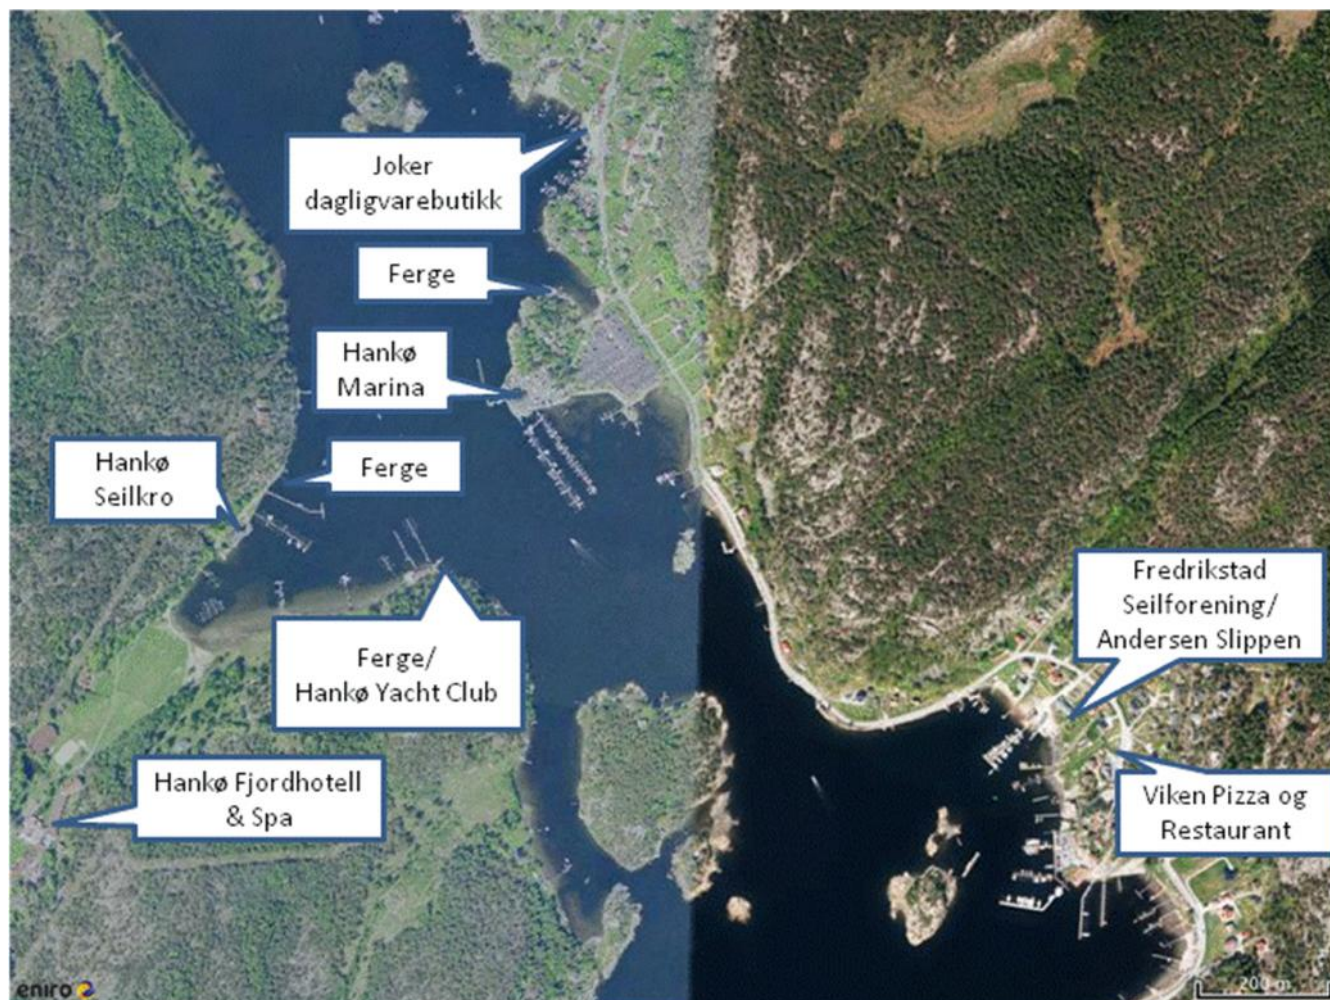 Joker
dagligvarebutikk
Ferge
Hankø
Marina
Hankø
Seilkro
Ferge
Ferge/
Hankø Yacht Club
Fredrikstad
Seilforening/
Andersen Slippen
Hankø Fjordhotell
& Spa
Viken Pizza og
Restaurant
eniro
200 m